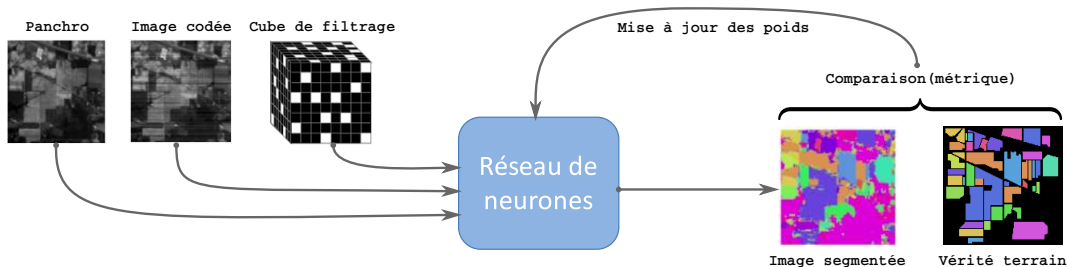 Panchro
Image codée
Cube de filtrage
Mise à jour des poids
Comparaison(métrique)
Réseau de
neurones
Image segmentée
Vérité terrain